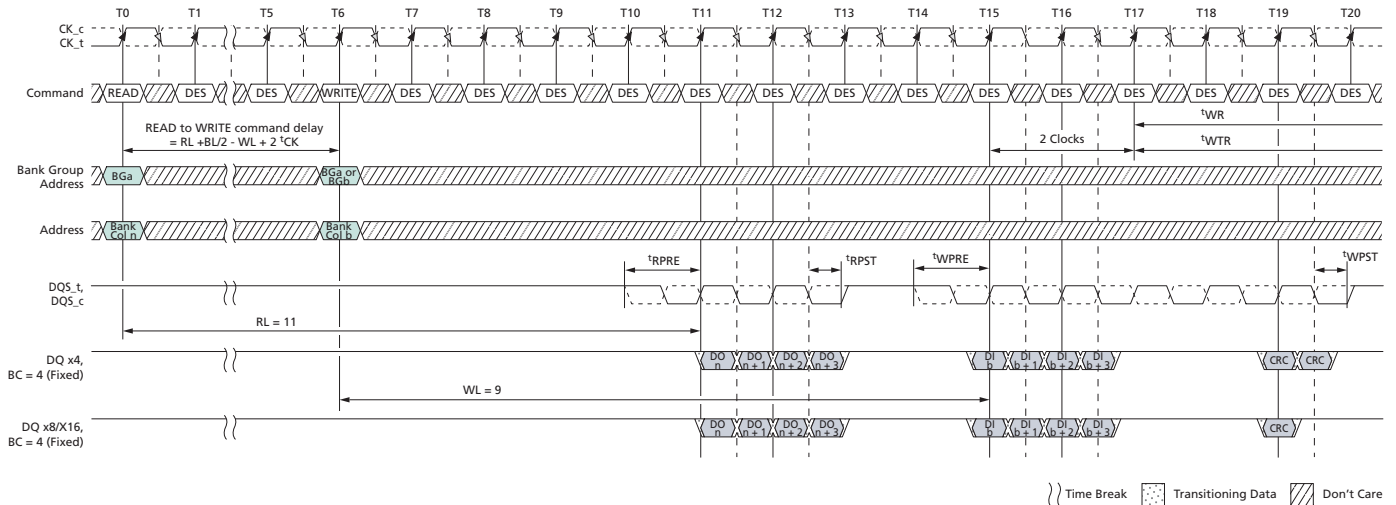 T0 T1 T5 T6 T7 T8 T9 T10 T11 T12 T13 T14 T15 T16 T17 T18 T19 T20
CK_c
CK_t
Command READ DES DES WRITE DES DES DES DES DES DES DES DES DES DES DES DES DES DES
READ to WRITE command delay
= RL +BL/2 - WL + 2 tCK
2 Clocks
tWR
tWTR
Bank Group
Address
BGa
BGa or
BGb
Address
Bank
Col n
Bank
Col b
tRPRE tRPST tWPRE tWPST
DQS_t,
DQS_c
RL = 11
DQ x4,
BC = 4 (Fixed)
DO
n
DO
n + 1
DO
n + 2
DO
n + 3
DI
b
DI
b + 1
DI
b + 2
DI
b + 3
CRC CRC
WL = 9
DQ x8/X16,
BC = 4 (Fixed)
DO
n
DO
n + 1
DO
n + 2
DO
n + 3
DI
b
DI
b + 1
DI
b + 2
DI
b + 3
CRC
Time Break Transitioning Data Don't Care